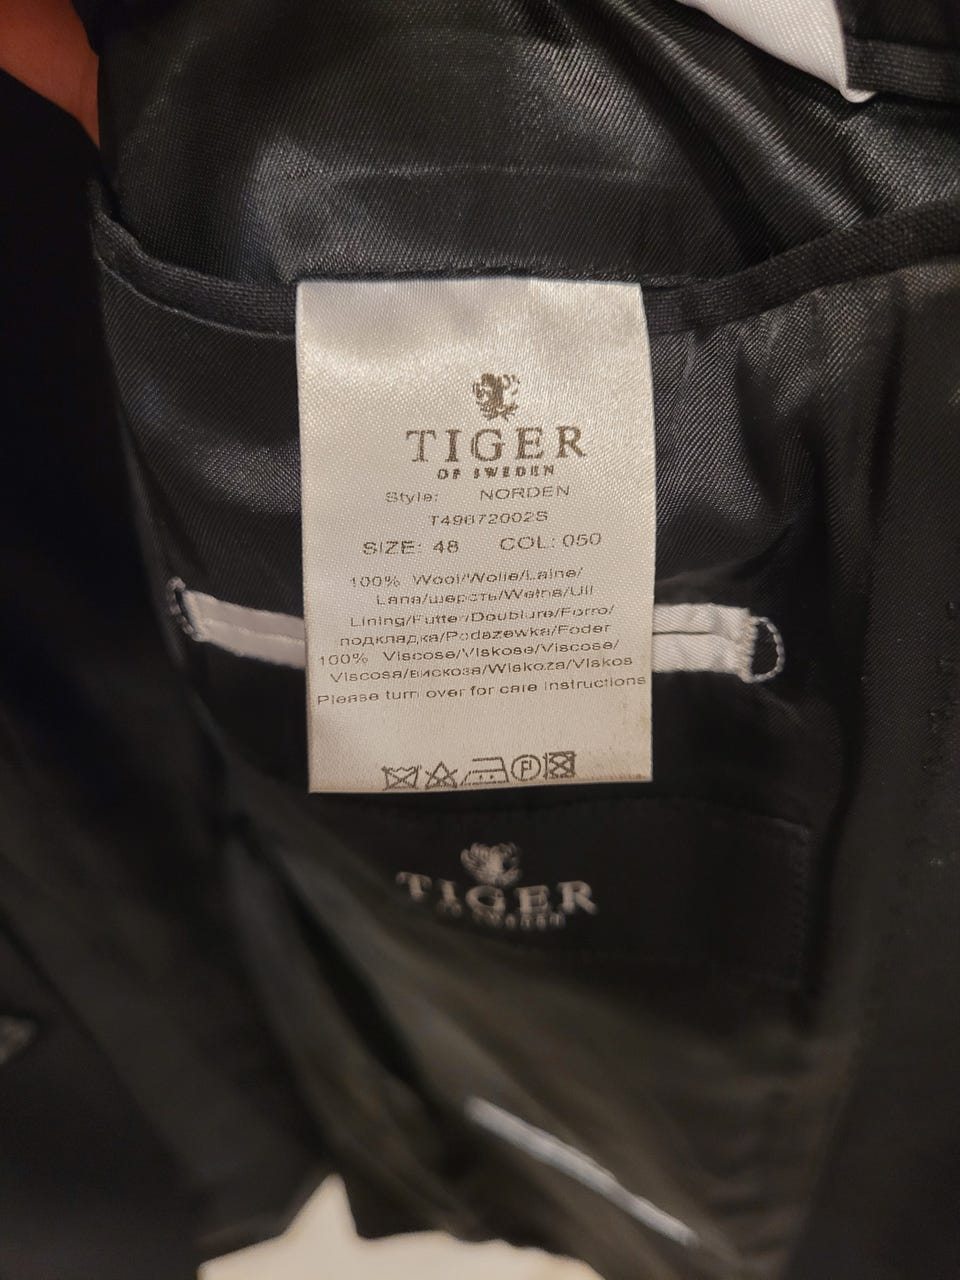 TIGER
OF SWEDEN
Style: NORDEN
T49672002S
SIZE: 48 COL: 050
100% Wool/Wolle/Laine/
Lana/шерсть/Wełna/Ull
Lining/Futter/Doublure/Forro/
подкладка/Podszewka/Foder
100% Viscose/Viskose/Viscose/
Viscosa/вискоза/Wiskoza/Viskos
Please turn over for care instructions
P
TIGER
OF SWEDEN